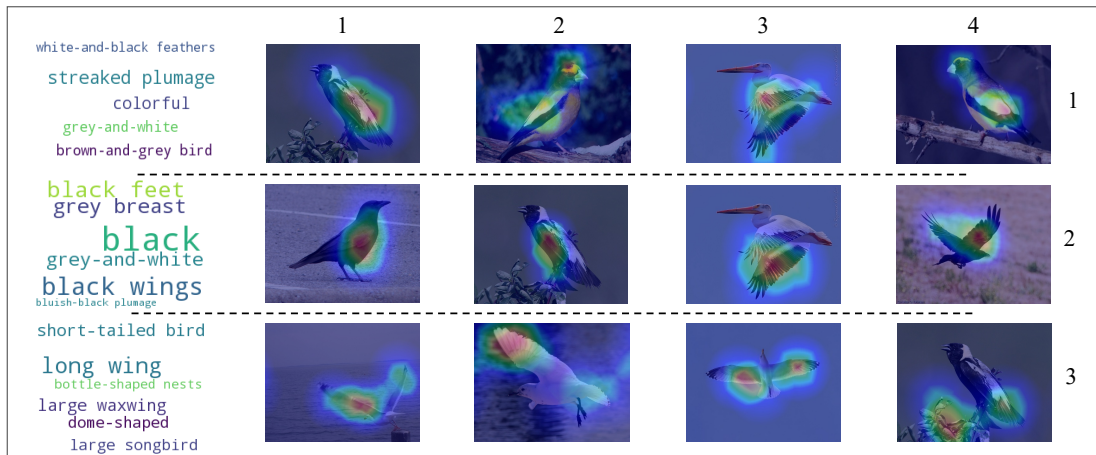 1 2 3 4
white-and-black feathers
streaked plumage
colorful
1
grey-and-white
brown-and-grey bird
black feet
grey breast
black
2
grey-and-white
black wings
bluish-black plumage
short-tailed bird
long wing
3
bottle-shaped nests
large waxwing
dome-shaped
large songbird